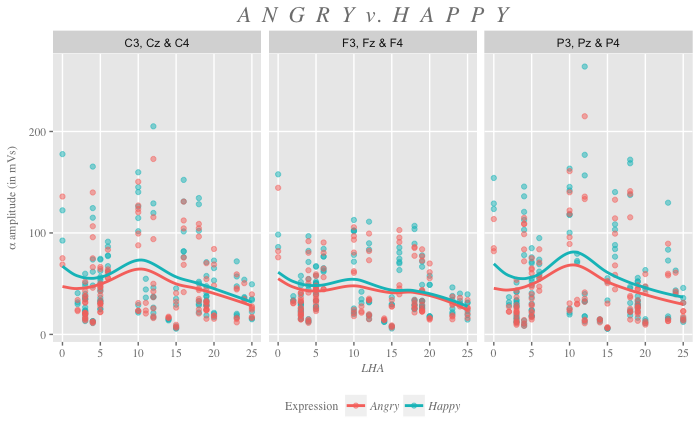 A N G R Y v. H A P P Y
C3, Cz & C4 F3, Fz & F4 P3, Pz & P4
α amplitude (in mVs)
200
100
0
0 5 10 15 20 25 0 5 10 15 20 25 0 5 10 15 20 25
LHA
Expression Angry Happy